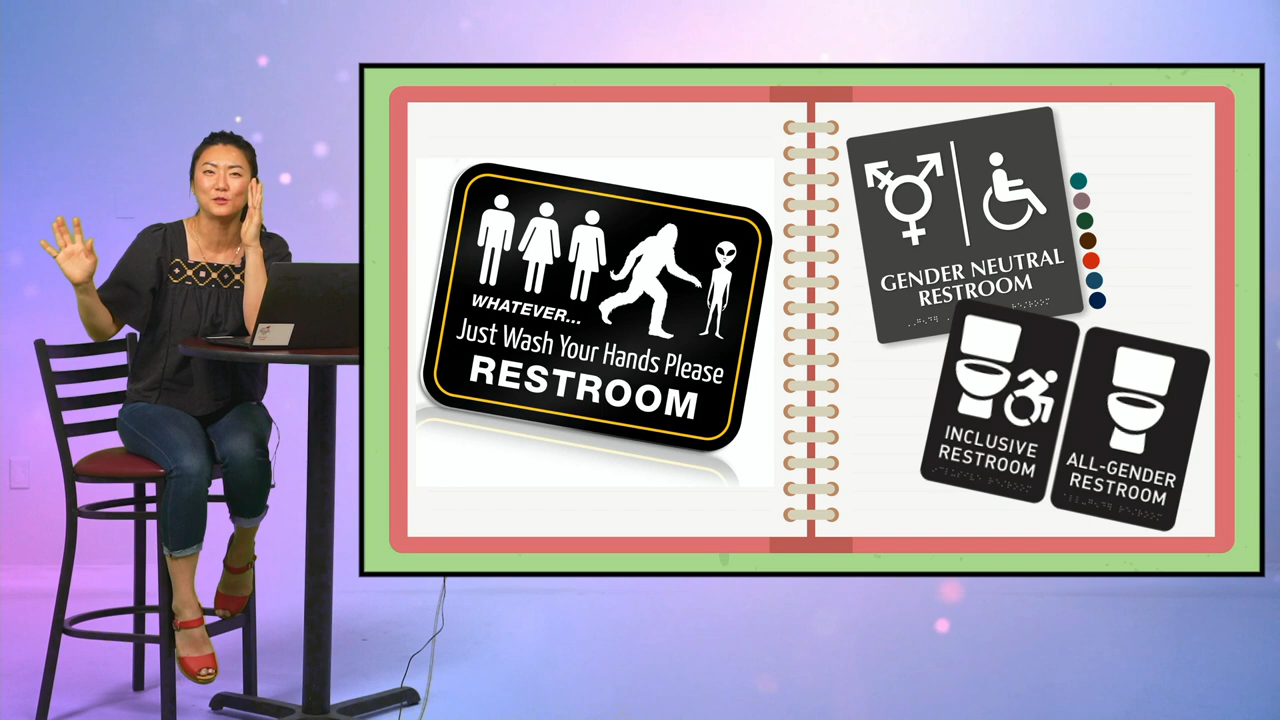 WHATEVER...
Just Wash Your Hands Please
RESTROOM
GENDER NEUTRAL
RESTROOM
INCLUSIVE
RESTROOM
ALL-GENDER
RESTROOM